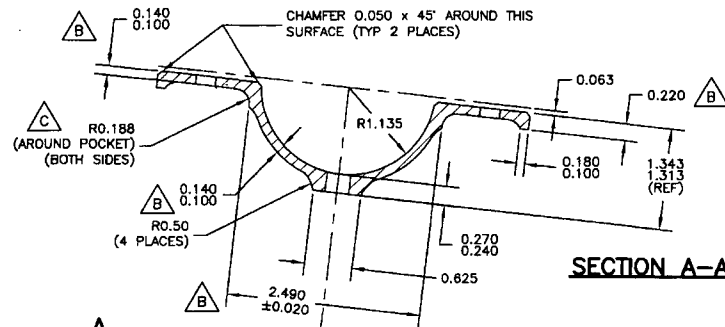 B
0.140
0.100
CHAMFER 0.050 x 45° AROUND THIS
SURFACE (TYP 2 PLACES)
0.063
0.220
B
C
R0.188
(AROUND POCKET)
(BOTH SIDES)
R1.135
0.180
0.100
1.343
1.313
(REF)
B
0.140
0.100
R0.50
(4 PLACES)
0.270
0.240
0.625
SECTION A-A
B
2.490
±0.020